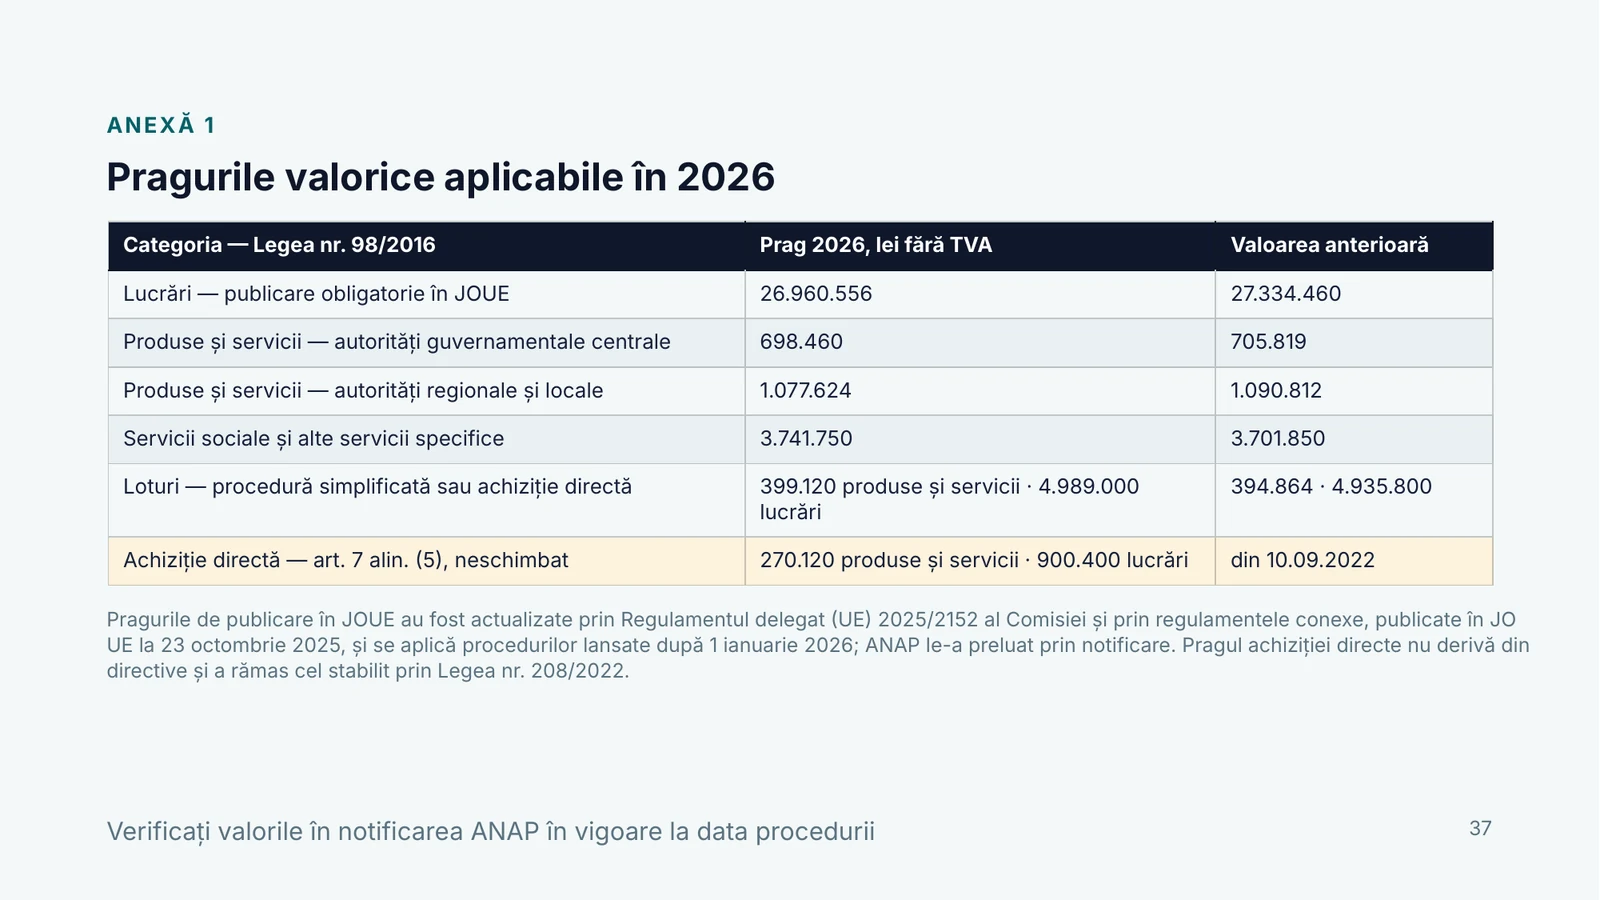 ANEXĂ 1
Pragurile valorice aplicabile în 2026
Categoria — Legea nr. 98/2016
Prag 2026, lei fără TVA
Valoarea anterioară
Lucrări — publicare obligatorie în JOUE
26.960.556
27.334.460
Produse și servicii — autorități guvernamentale centrale
698.460
705.819
Produse și servicii — autorități regionale și locale
1.077.624
1.090.812
Servicii sociale și alte servicii specifice
3.741.750
3.701.850
Loturi — procedură simplificată sau achiziție directă
399.120 produse și servicii · 4.989.000
lucrări
394.864 · 4.935.800
Achiziție directă — art. 7 alin. (5), neschimbat
270.120 produse și servicii · 900.400 lucrări
din 10.09.2022
Pragurile de publicare în JOUE au fost actualizate prin Regulamentul delegat (UE) 2025/2152 al Comisiei și prin regulamentele conexe, publicate în JO
UE la 23 octombrie 2025, și se aplică procedurilor lansate după 1 ianuarie 2026; ANAP le-a preluat prin notificare. Pragul achiziției directe nu derivă din
directive și a rămas cel stabilit prin Legea nr. 208/2022.
Verificați valorile în notificarea ANAP în vigoare la data procedurii
37